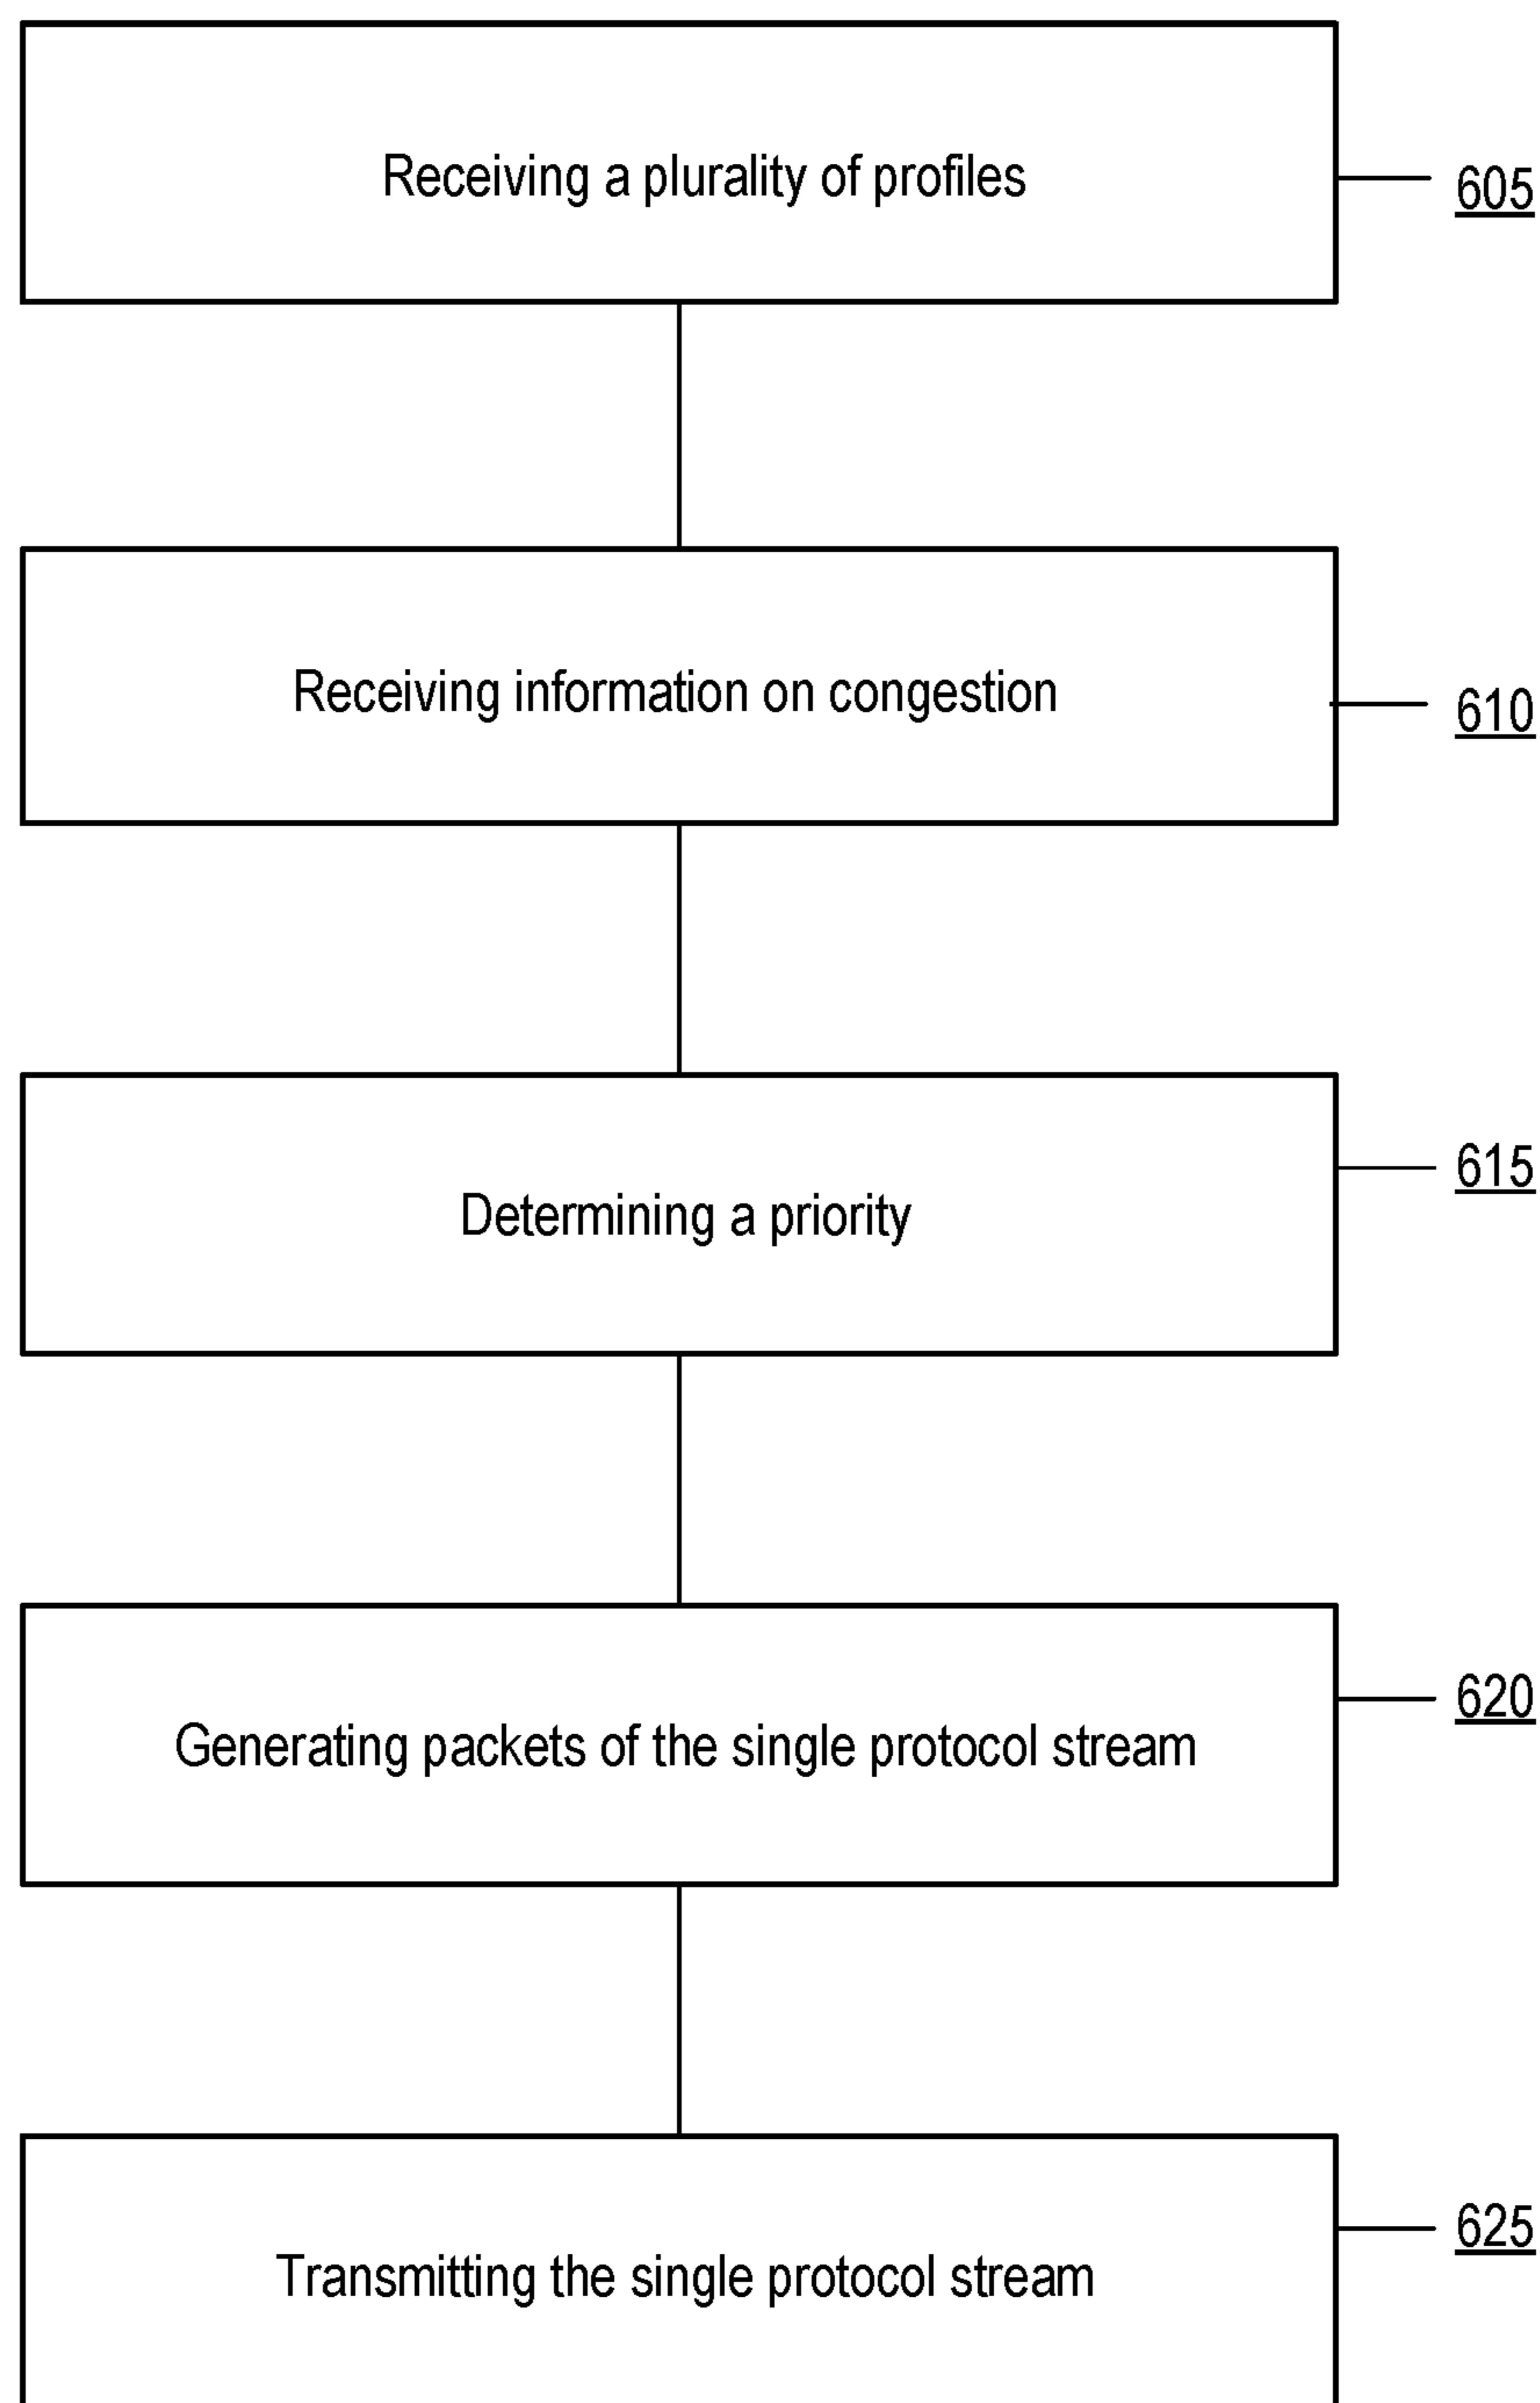 Receiving a plurality of profiles
605
Receiving information on congestion
610
Determining a priority
615
Generating packets of the single protocol stream
620
Transmitting the single protocol stream
625